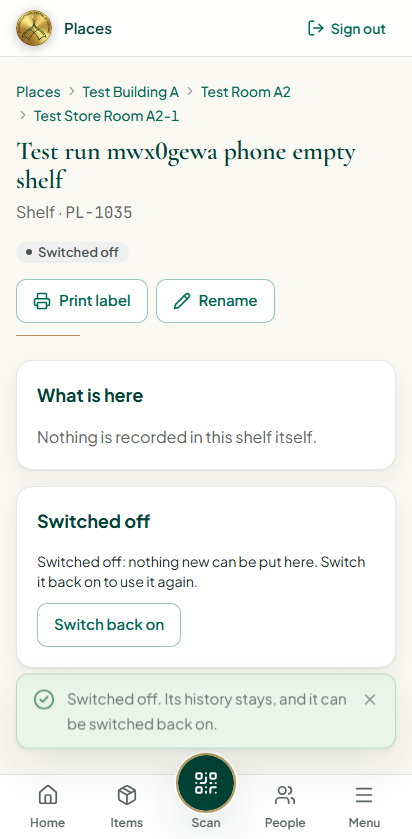 Places
Sign out
Places > Test Building A > Test Room A2
> Test Store Room A2-1
Test run mwx0gewa phone empty
shelf
Shelf · PL-1035
Switched off
Print label
Rename
What is here
Nothing is recorded in this shelf itself.
Switched off
Switched off: nothing new can be put here. Switch
it back on to use it again.
Switch back on
Switched off. Its history stays, and it can
be switched back on.
Home
Items
Scan
People
Menu